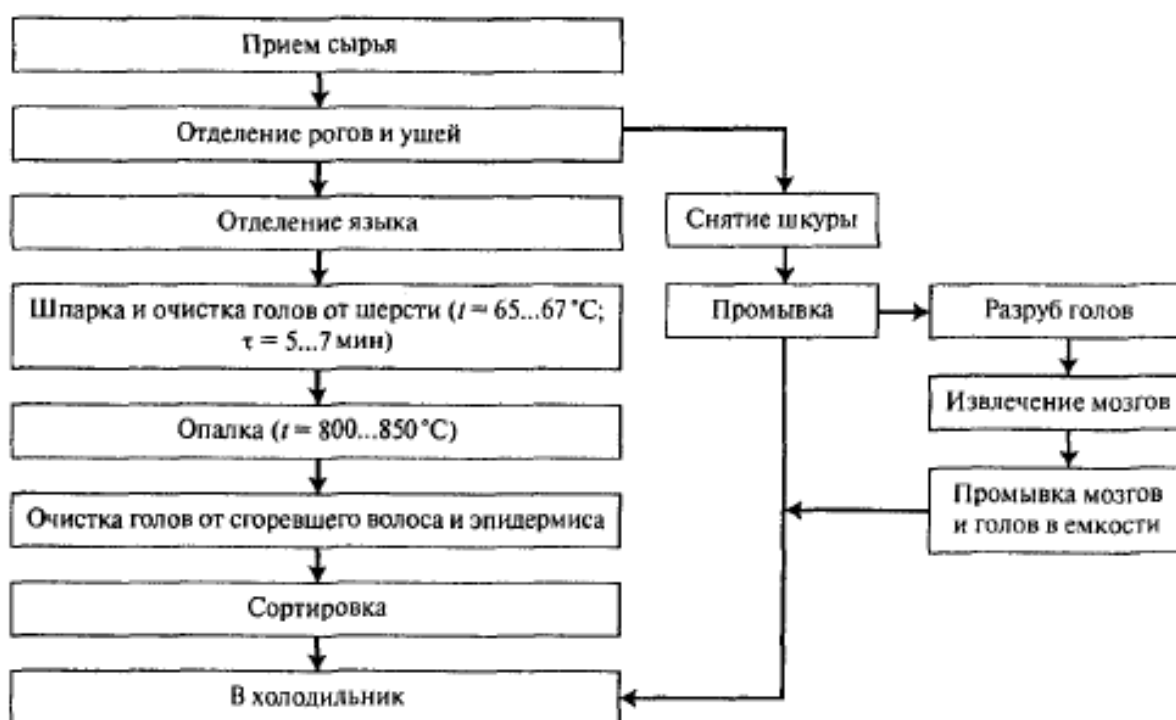 Прием сырья
Отделение рогов и ушей
Отделение языка
Шпарка и очистка голов от шерсти (t = 65...67 °C;
τ = 5...7 мин)
Опалка (t = 800...850 °C)
Очистка голов от сгоревшего волоса и эпидермиса
Сортировка
В холодильник
Снятие шкуры
Промывка
Разруб голов
Извлечение мозгов
Промывка мозгов
и голов в емкости